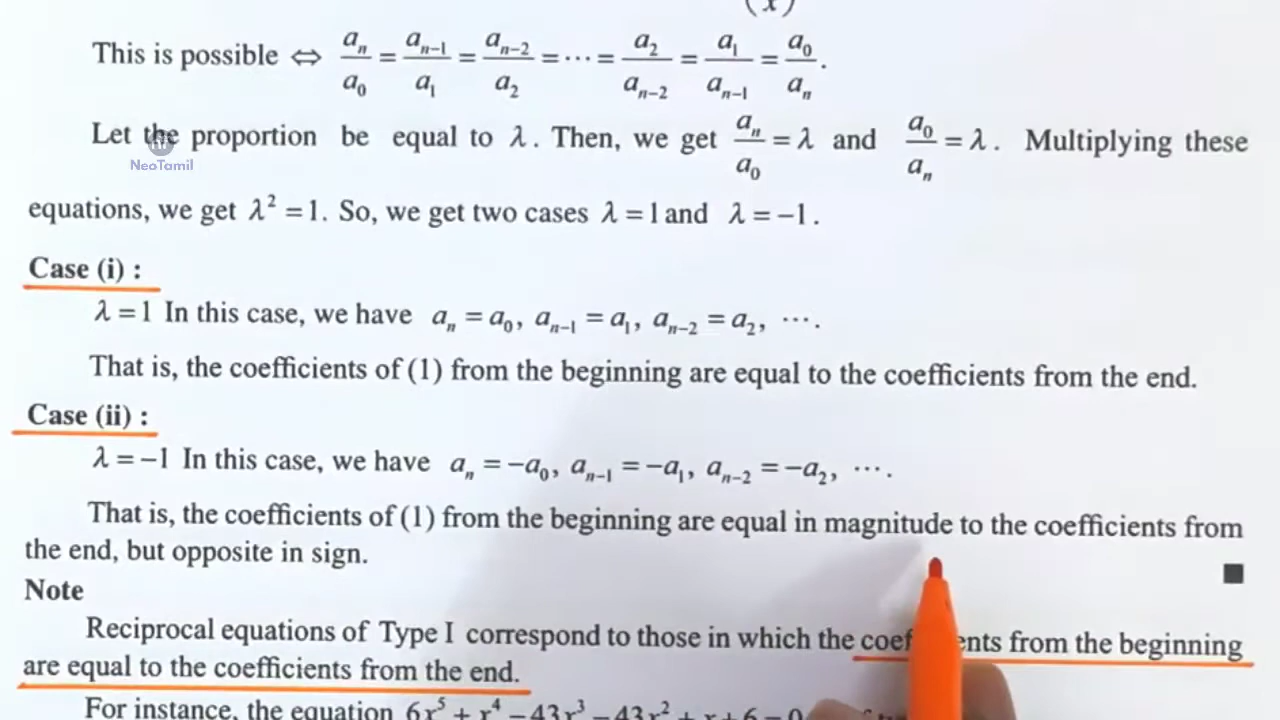 (x)
This is possible ⇔ aₙ/a₀ = aₙ₋₁/a₁ = aₙ₋₂/a₂ = ⋯ = a₂/aₙ₋₂ = a₁/aₙ₋₁ = a₀/aₙ.
Let the proportion be equal to λ. Then, we get aₙ/a₀ = λ and a₀/aₙ = λ. Multiplying these
NeoTamil
equations, we get λ² = 1. So, we get two cases λ = 1 and λ = −1.
Case (i) :
λ = 1 In this case, we have aₙ = a₀, aₙ₋₁ = a₁, aₙ₋₂ = a₂, ⋯.
That is, the coefficients of (1) from the beginning are equal to the coefficients from the end.
Case (ii) :
λ = −1 In this case, we have aₙ = −a₀, aₙ₋₁ = −a₁, aₙ₋₂ = −a₂, ⋯.
That is, the coefficients of (1) from the beginning are equal in magnitude to the coefficients from
the end, but opposite in sign.
Note
Reciprocal equations of Type I correspond to those in which the from the beginning
are equal to the coefficients from the end.
For instance, the equation 6x⁵ + x⁴ − 43x³ − 43x² + x + 6 = 0